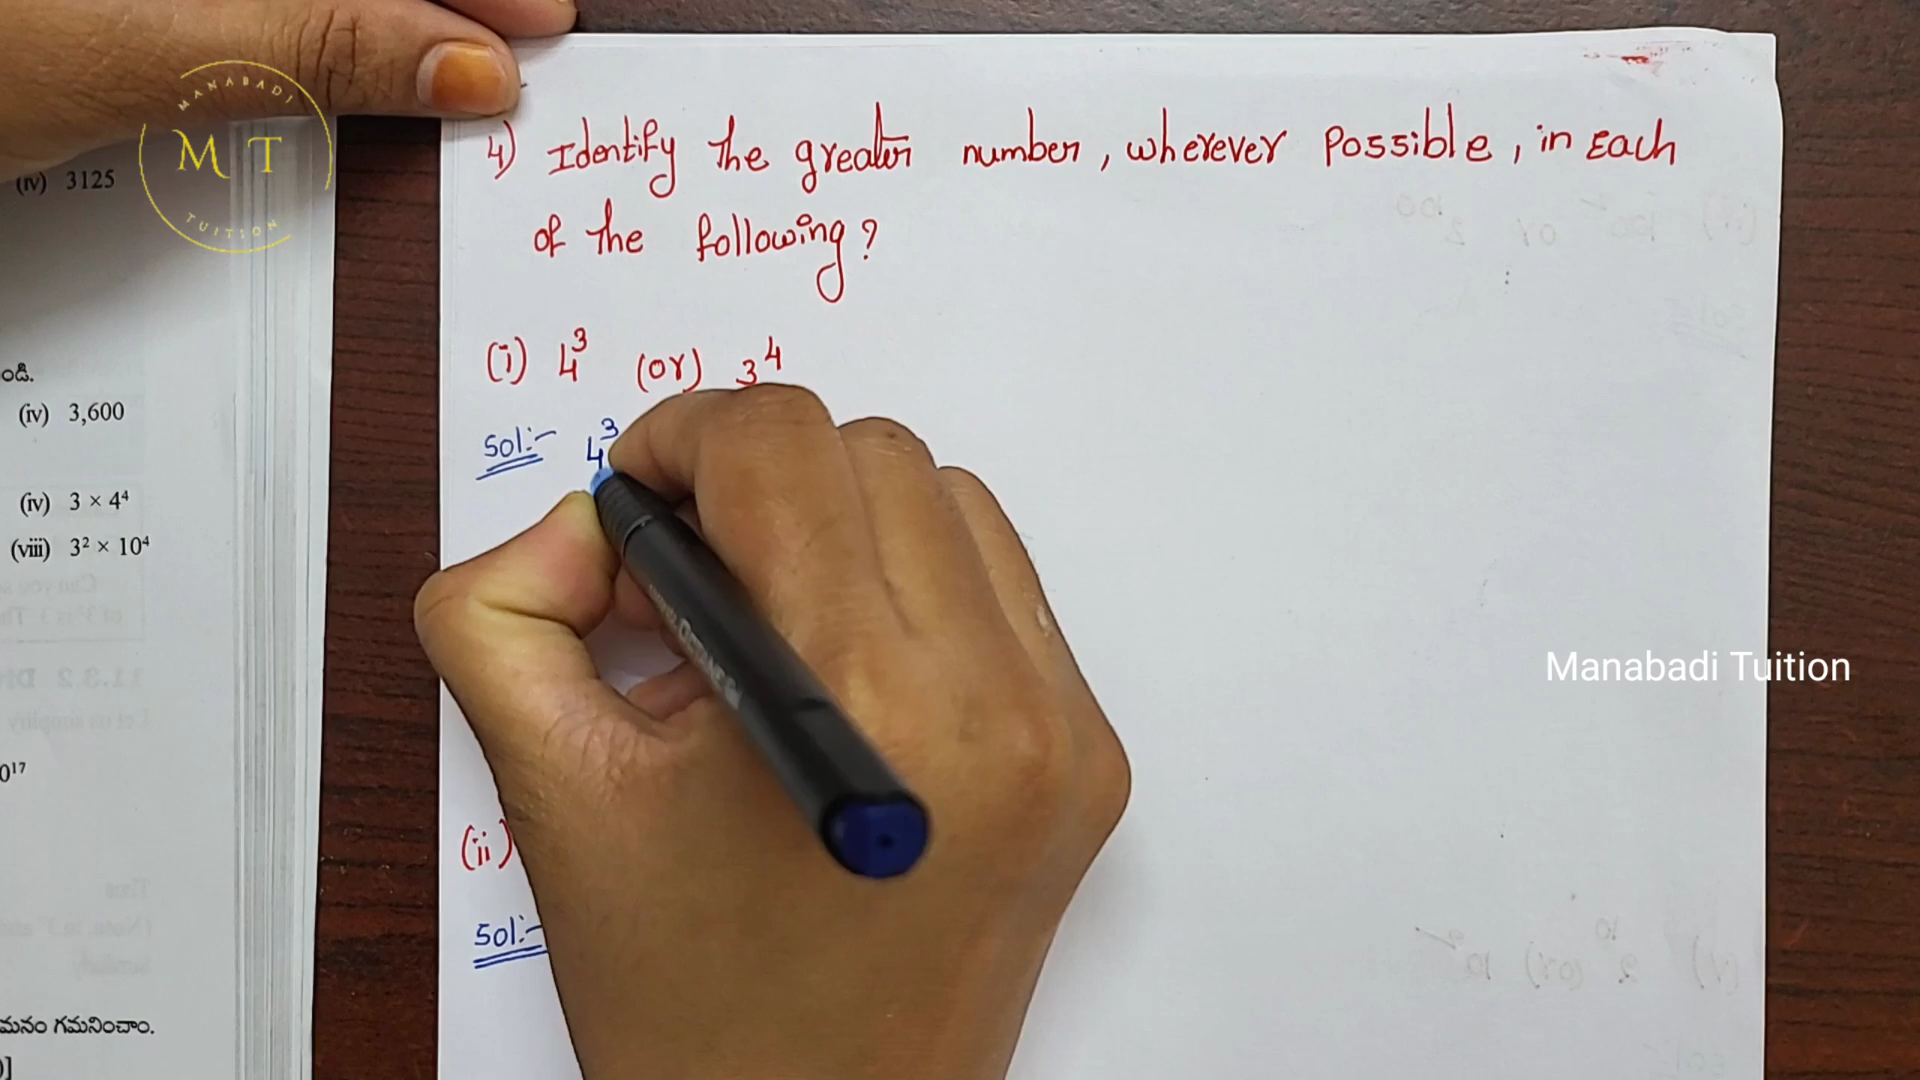 MANABADI
M T
TUITION
(iv) 3125
ండి.
(iv) 3,600
(iv) 3 × 4⁴
(viii) 3² × 10⁴
0¹⁷
మనం గమనించాం.
4) Identify the greater number, wherever possible, in Each
of the following?
(i) 4³ (or) 3⁴
Sol:- 4³
Manabadi Tuition
(ii)
Sol:-